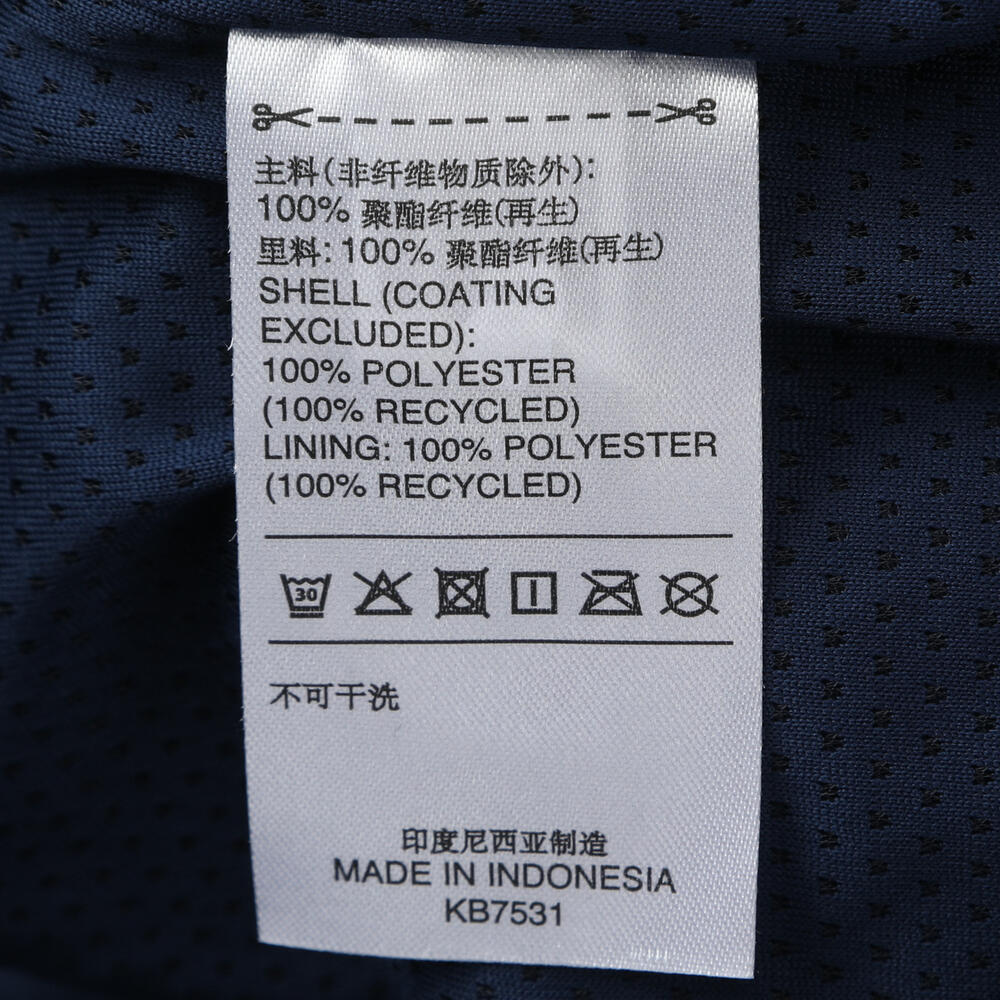 主料(非纤维物质除外):
100% 聚酯纤维(再生)
里料: 100% 聚酯纤维(再生)
SHELL (COATING
EXCLUDED):
100% POLYESTER
(100% RECYCLED)
LINING: 100% POLYESTER
(100% RECYCLED)
30
不可干洗
印度尼西亚制造
MADE IN INDONESIA
KB7531